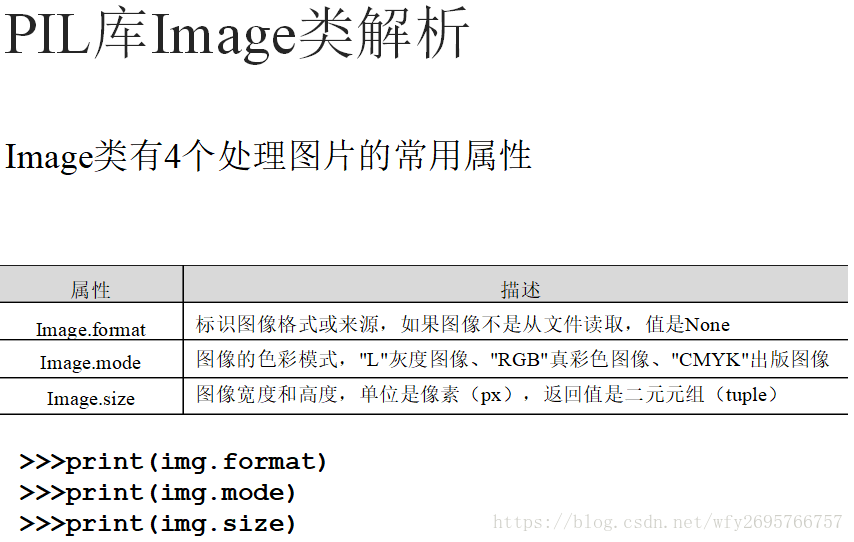 PIL库Image类解析
Image类有4个处理图片的常用属性
属性 描述
Image.format 标识图像格式或来源，如果图像不是从文件读取，值是None
Image.mode 图像的色彩模式，"L"灰度图像、"RGB"真彩色图像、"CMYK"出版图像
Image.size 图像宽度和高度，单位是像素（px），返回值是二元元组（tuple）
>>>print(img.format)
>>>print(img.mode)
>>>print(img.size)
https://blog.csdn.net/wfy2695766757